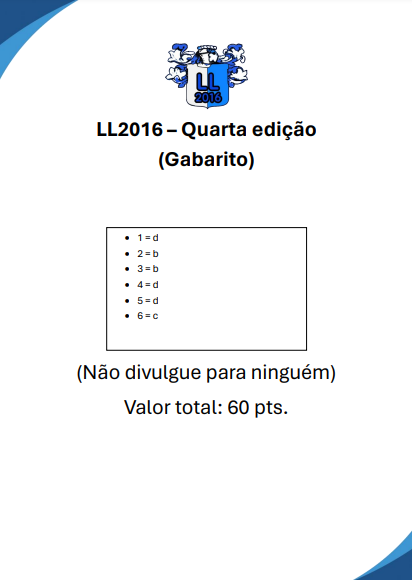 LL
2016
LL2016 – Quarta edição
(Gabarito)
• 1 = d
• 2 = b
• 3 = b
• 4 = d
• 5 = d
• 6 = c
(Não divulgue para ninguém)
Valor total: 60 pts.